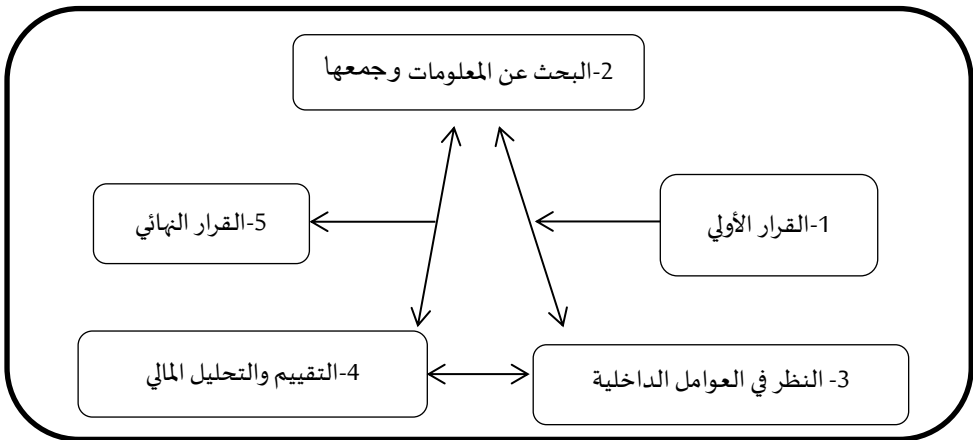 2-البحث عن المعلومات وجمعها
1-القرار الأولي
5-القرار النهائي
3- النظر في العوامل الداخلية
4-التقييم والتحليل المالي